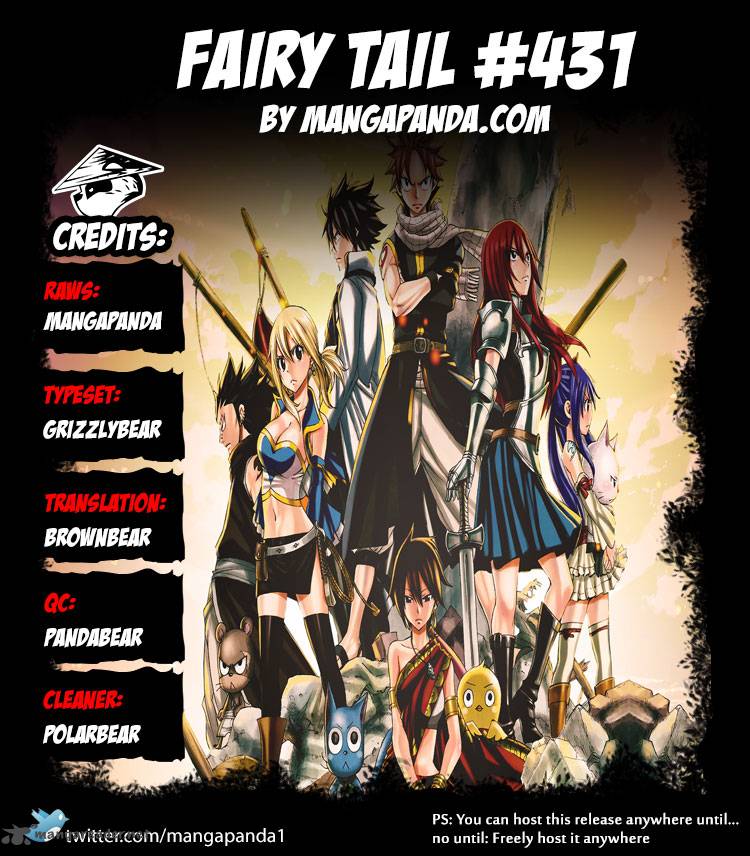 FAIRY TAIL #431
BY MANGAPANDA.COM
CREDITS:
RAWS:
MANGAPANDA
TYPESET:
GRIZZLYBEAR
TRANSLATION:
BROWNBEAR
QC:
PANDABEAR
CLEANER:
POLARBEAR
twitter.com/mangapanda1
PS: You can host this release anywhere until...
no until: Freely host it anywhere